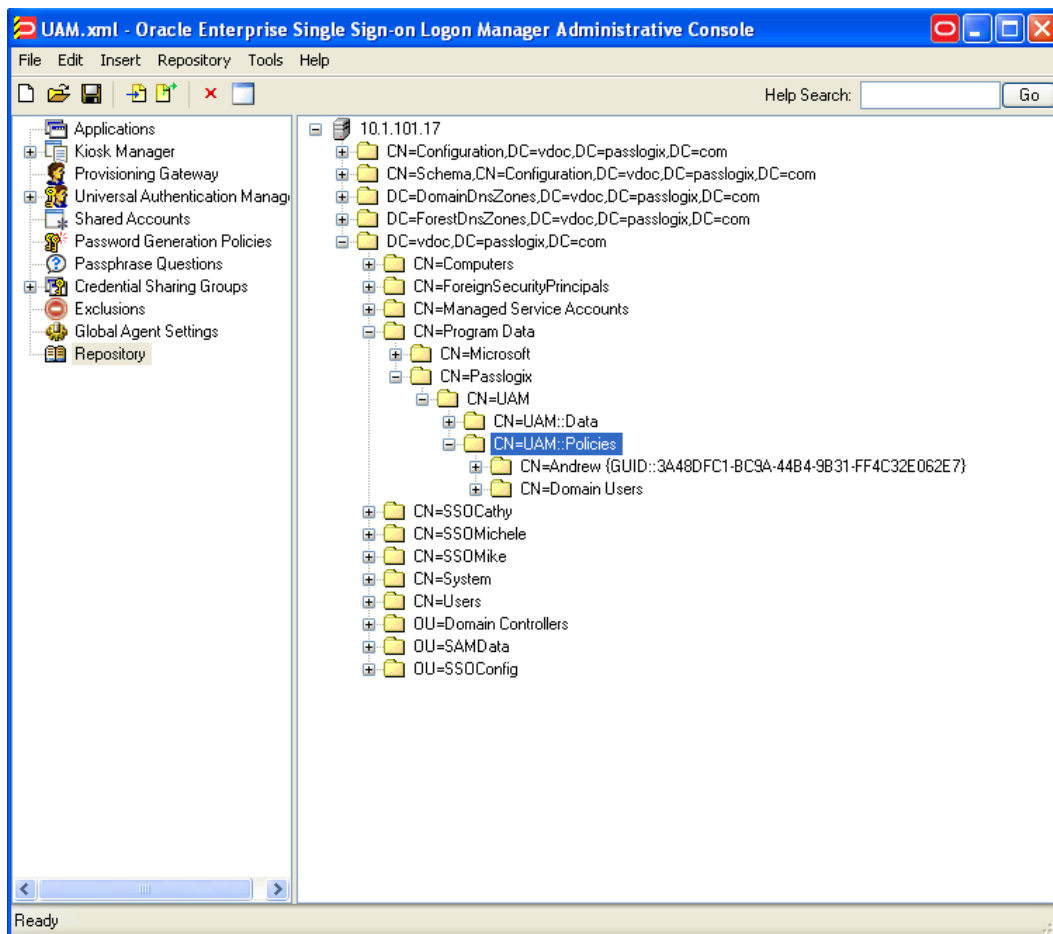 UAM.xml - Oracle Enterprise Single Sign-on Logon Manager Administrative Console
File Edit Insert Repository Tools Help
Help Search: Go
Applications
Kiosk Manager
Provisioning Gateway
Universal Authentication Manag
Shared Accounts
Password Generation Policies
Passphrase Questions
Credential Sharing Groups
Exclusions
Global Agent Settings
Repository
10.1.101.17
CN=Configuration,DC=vdoc,DC=passlogix,DC=com
CN=Schema,CN=Configuration,DC=vdoc,DC=passlogix,DC=com
DC=DomainDnsZones,DC=vdoc,DC=passlogix,DC=com
DC=ForestDnsZones,DC=vdoc,DC=passlogix,DC=com
DC=vdoc,DC=passlogix,DC=com
CN=Computers
CN=ForeignSecurityPrincipals
CN=Managed Service Accounts
CN=Program Data
CN=Microsoft
CN=Passlogix
CN=UAM
CN=UAM::Data
CN=UAM::Policies
CN=Andrew {GUID::3A48DFC1-BC9A-44B4-9B31-FF4C32E062E7}
CN=Domain Users
CN=SSOCathy
CN=SSOMichele
CN=SSOMike
CN=System
CN=Users
OU=Domain Controllers
OU=SAMData
OU=SSOConfig
Ready